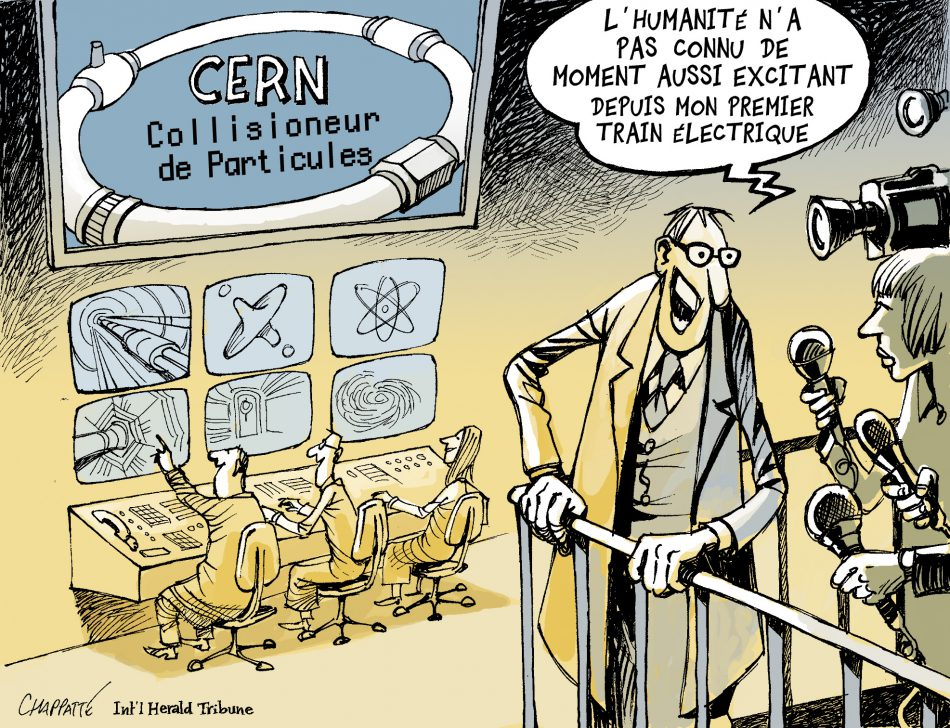 CERN
Collisioneur
de Particules
L'HUMANITÉ N'A
PAS CONNU DE
MOMENT AUSSI EXCITANT
DEPUIS MON PREMIER
TRAIN ÉLECTRIQUE
CHAPPATTÉ Int'l Herald Tribune